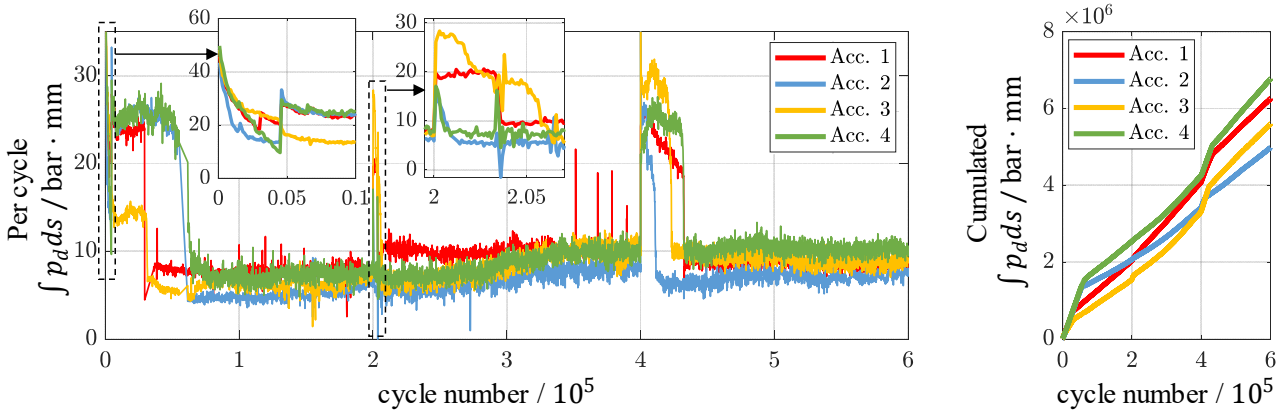 Per cycle
∫ p_d ds / bar · mm
30
20
10
0
0 1 2 3 4 5 6
cycle number / 10^5
60
40
20
0
0 0.05 0.1
30
20
10
0
2 2.05
Acc. 1
Acc. 2
Acc. 3
Acc. 4
Cumulated
∫ p_d ds / bar · mm
×10^6
8
6
4
2
0
0 2 4 6
cycle number / 10^5
Acc. 1
Acc. 2
Acc. 3
Acc. 4